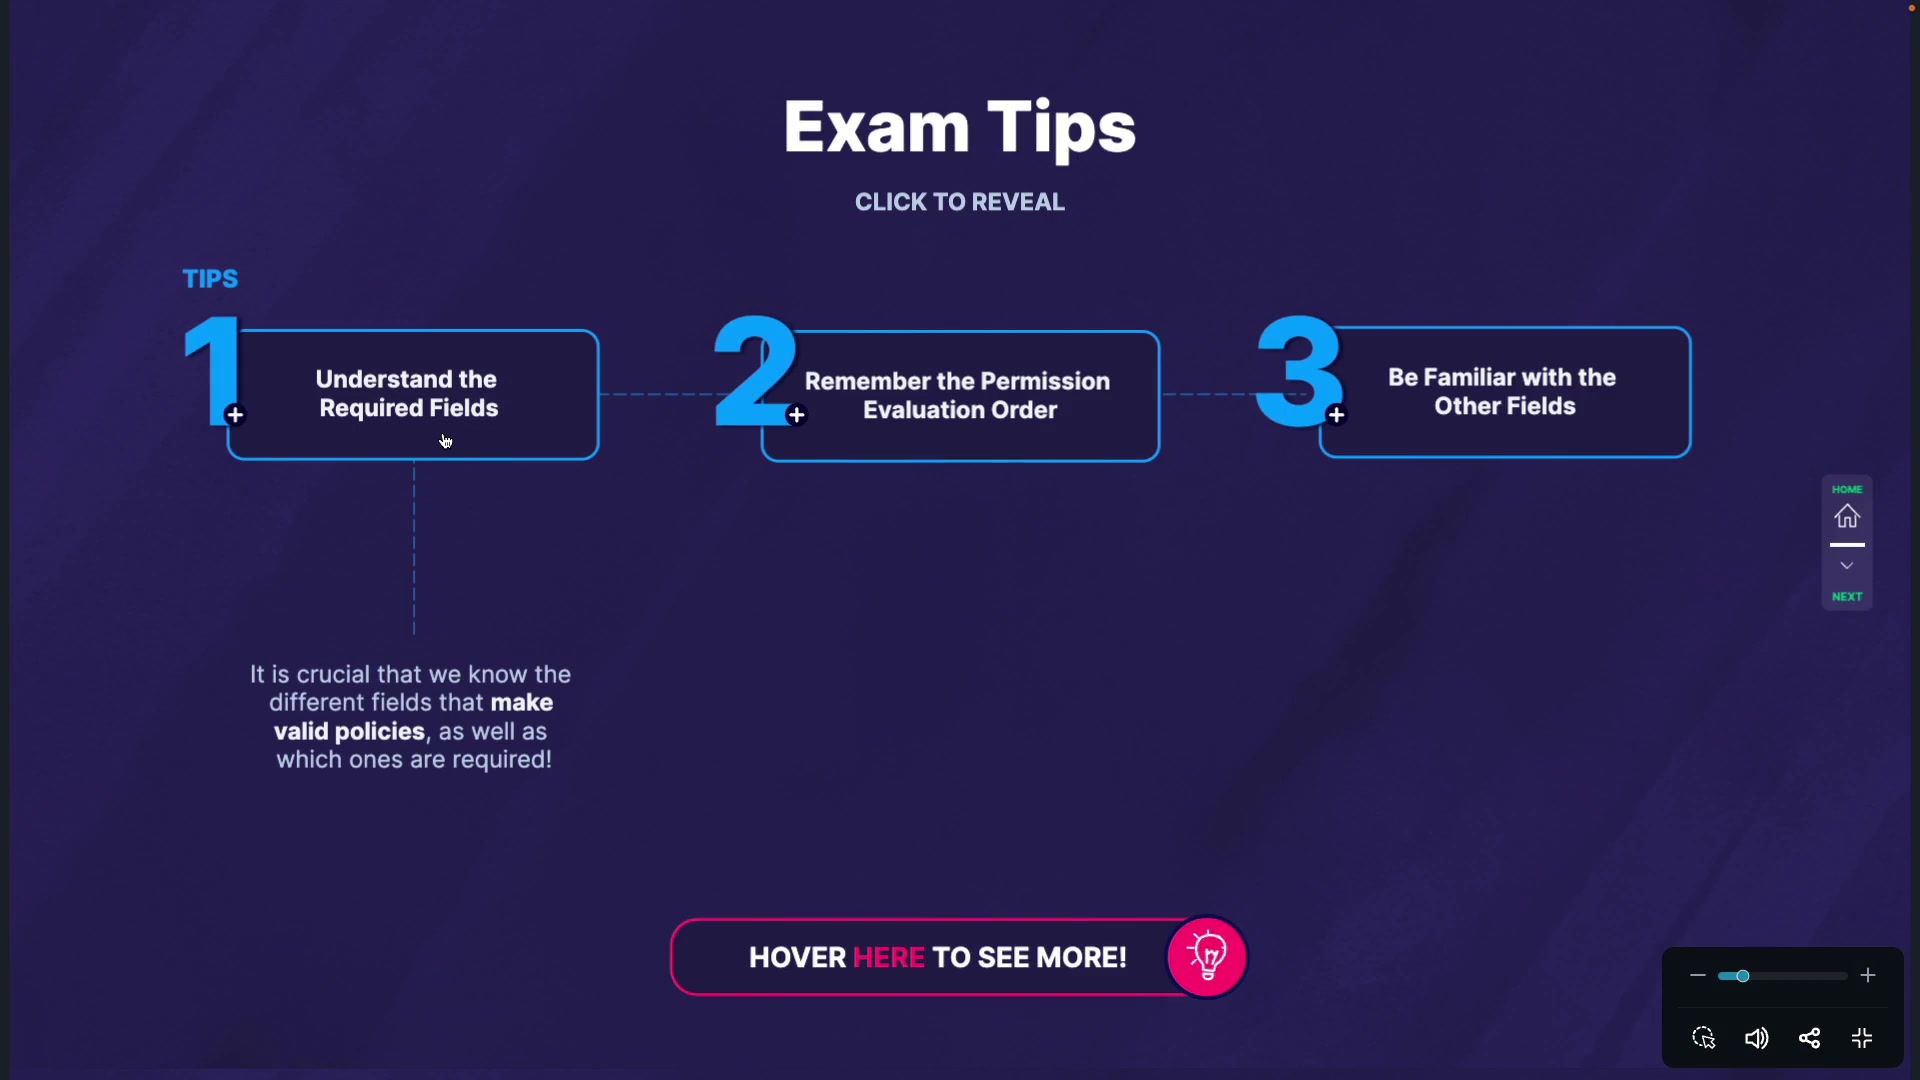 Exam Tips
CLICK TO REVEAL
TIPS
1
Understand the
Required Fields
2
Remember the Permission
Evaluation Order
3
Be Familiar with the
Other Fields
It is crucial that we know the
different fields that make
valid policies, as well as
which ones are required!
HOME
NEXT
HOVER HERE TO SEE MORE!